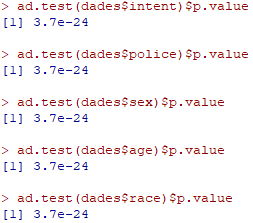 > ad.test(dades$intent)$p.value
[1] 3.7e-24
> ad.test(dades$police)$p.value
[1] 3.7e-24
> ad.test(dades$sex)$p.value
[1] 3.7e-24
> ad.test(dades$age)$p.value
[1] 3.7e-24
> ad.test(dades$race)$p.value
[1] 3.7e-24